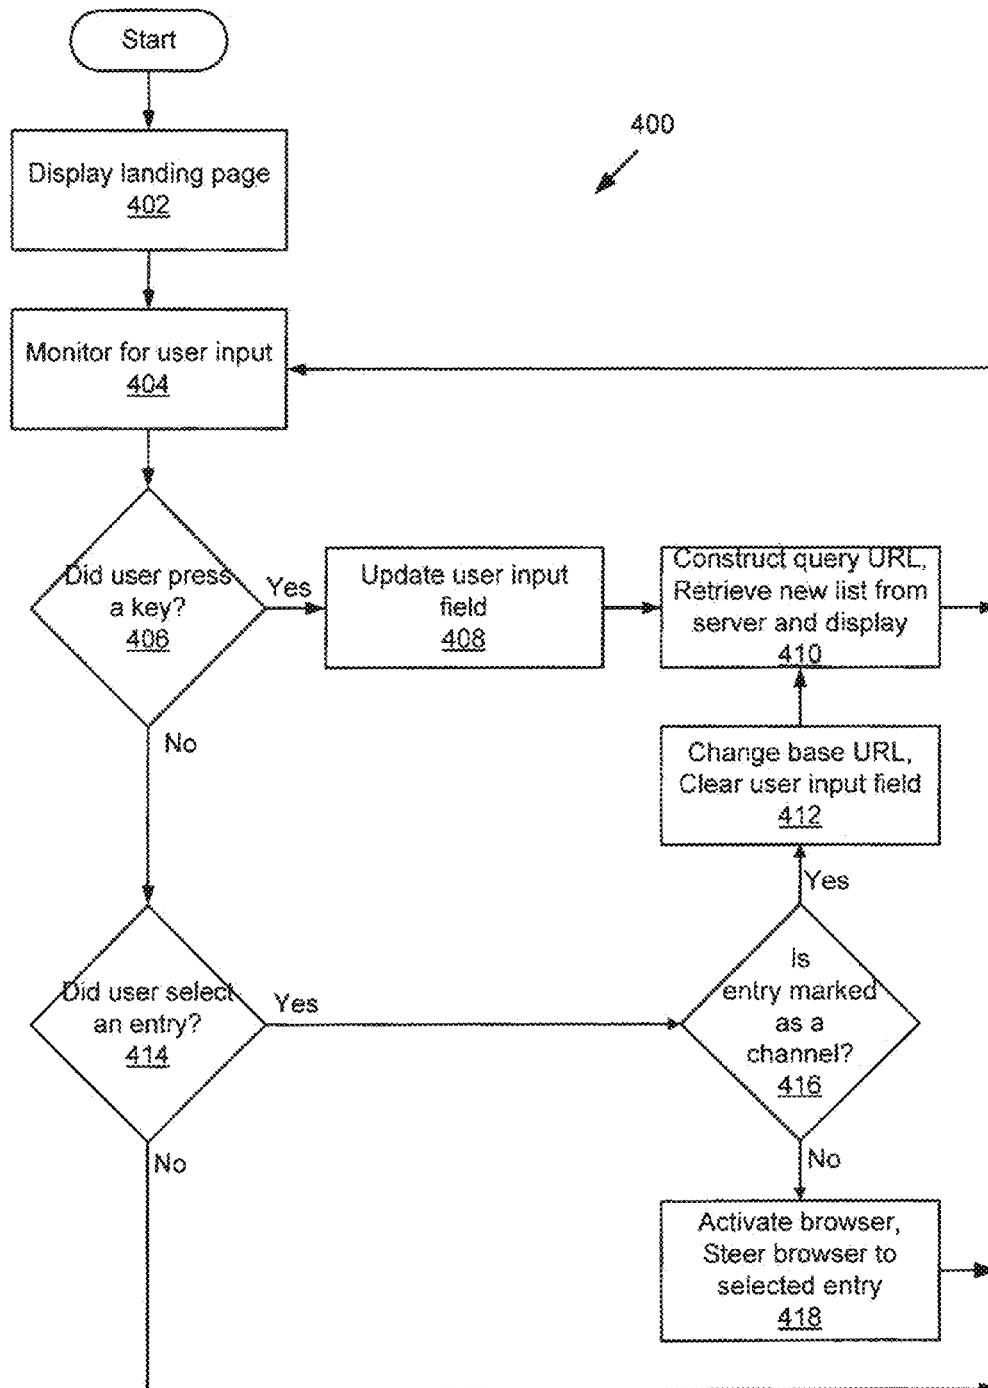 Start
400
Display landing page
402
Monitor for user input
404
Did user press
a key?
406
Yes
Update user input
field
408
Construct query URL,
Retrieve new list from
server and display
410
No
Change base URL,
Clear user input field
412
Yes
Did user select
an entry?
414
Yes
Is
entry marked
as a
channel?
416
No
No
Activate browser,
Steer browser to
selected entry
418